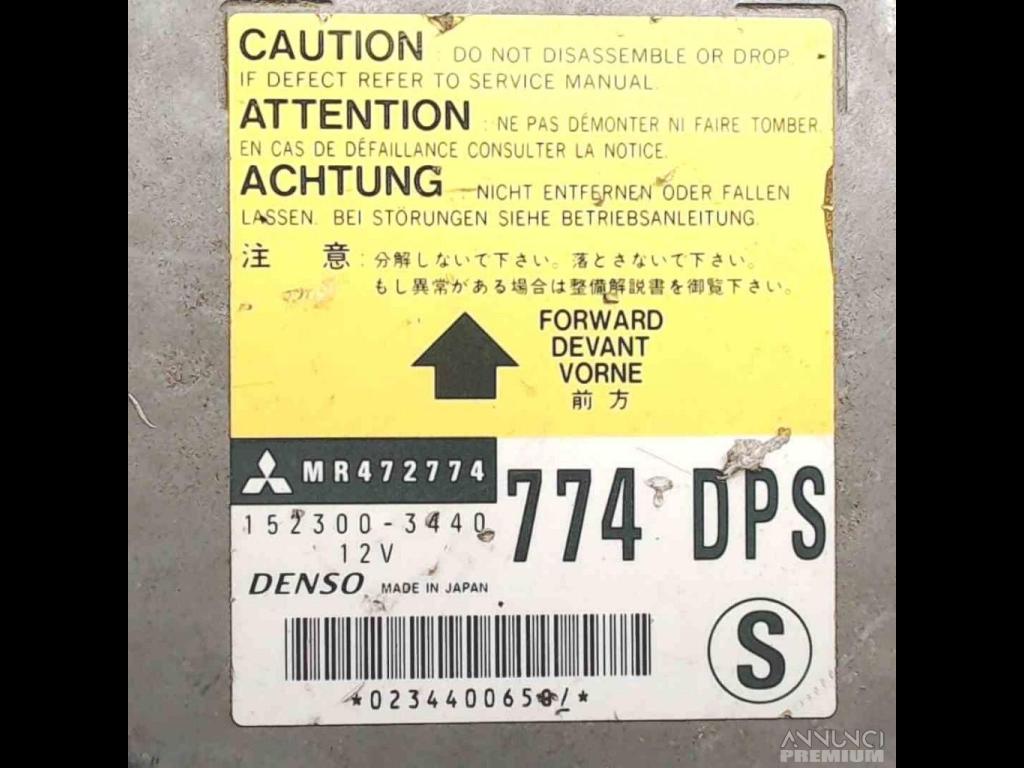 CAUTION : DO NOT DISASSEMBLE OR DROP.
IF DEFECT REFER TO SERVICE MANUAL.
ATTENTION : NE PAS DÉMONTER NI FAIRE TOMBER.
EN CAS DE DÉFAILLANCE CONSULTER LA NOTICE.
ACHTUNG : NICHT ENTFERNEN ODER FALLEN
LASSEN. BEI STÖRUNGEN SIEHE BETRIEBSANLEITUNG.
注 意 : 分解しないで下さい。落とさないで下さい。
もし異常がある場合は整備解説書を御覧下さい。
FORWARD
DEVANT
VORNE
前方
MR472774
774 DPS
152300-3440
12V
DENSO MADE IN JAPAN
S
ANNUNCI
PREMIUM